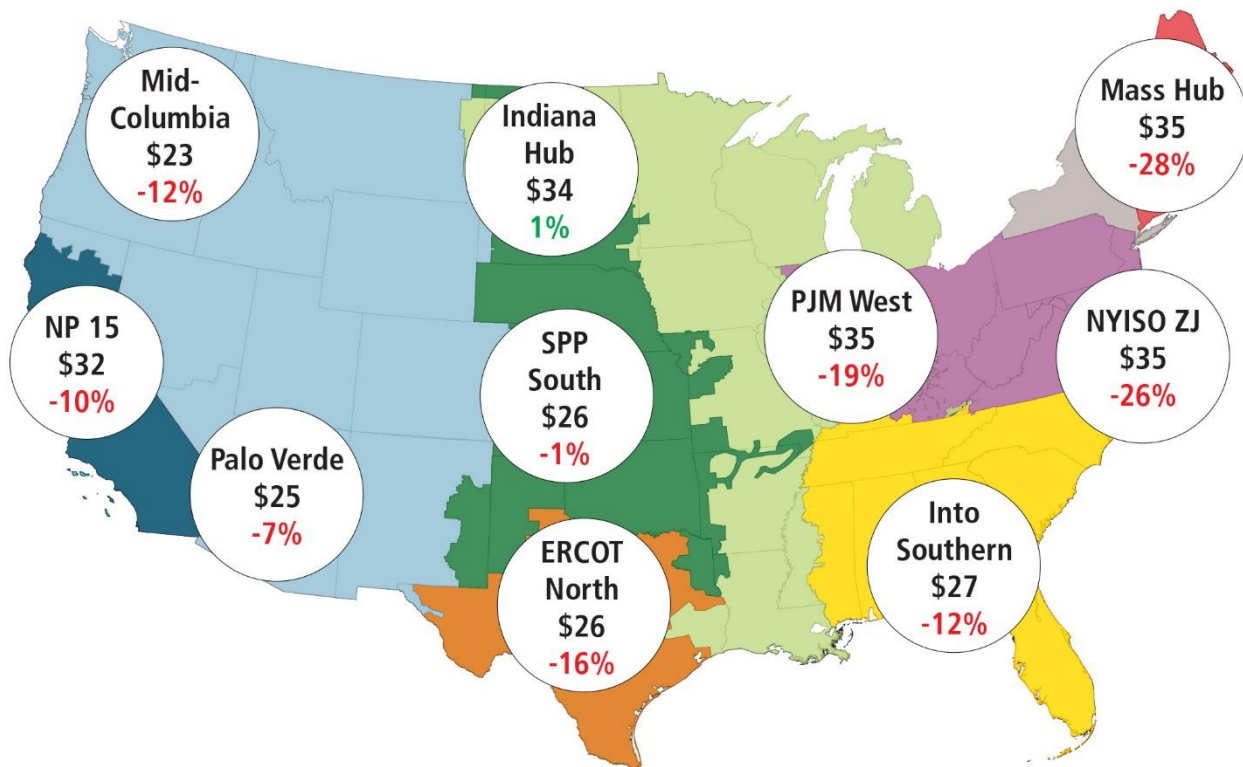 Mid-
Columbia
$23
-12%
Indiana
Hub
$34
1%
Mass Hub
$35
-28%
NP 15
$32
-10%
SPP
South
$26
-1%
PJM West
$35
-19%
NYISO ZJ
$35
-26%
Palo Verde
$25
-7%
ERCOT
North
$26
-16%
Into
Southern
$27
-12%